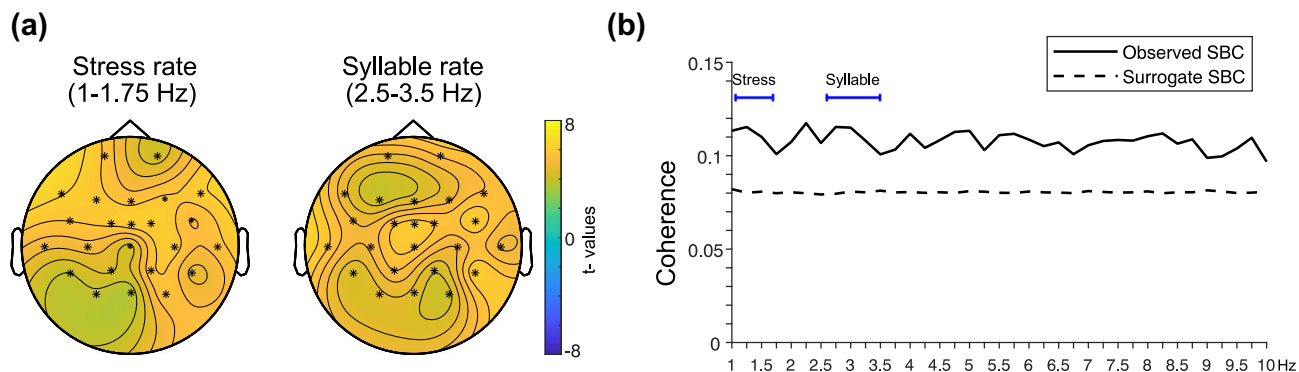 (a)
Stress rate
(1-1.75 Hz)
Syllable rate
(2.5-3.5 Hz)
8
0
-8
t- values
(b)
Observed SBC
Surrogate SBC
Stress
Syllable
0.15
0.1
0.05
0
Coherence
1 1.5 2 2.5 3 3.5 4 4.5 5 5.5 6 6.5 7 7.5 8 8.5 9 9.5 10 Hz